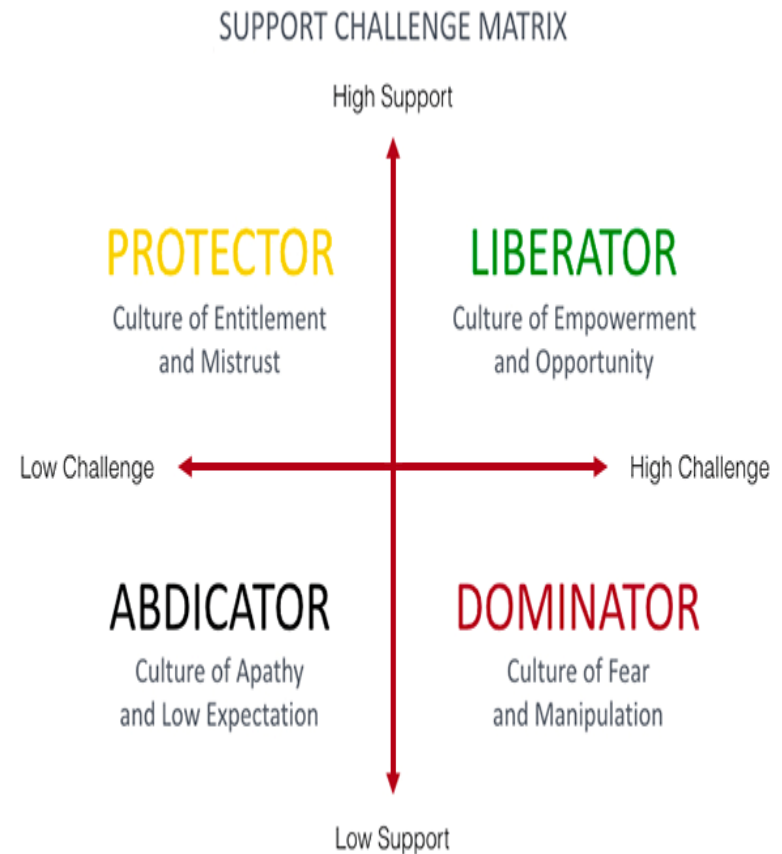 SUPPORT CHALLENGE MATRIX
High Support
PROTECTOR
Culture of Entitlement
and Mistrust
LIBERATOR
Culture of Empowerment
and Opportunity
Low Challenge
High Challenge
ABDICATOR
Culture of Apathy
and Low Expectation
DOMINATOR
Culture of Fear
and Manipulation
Low Support